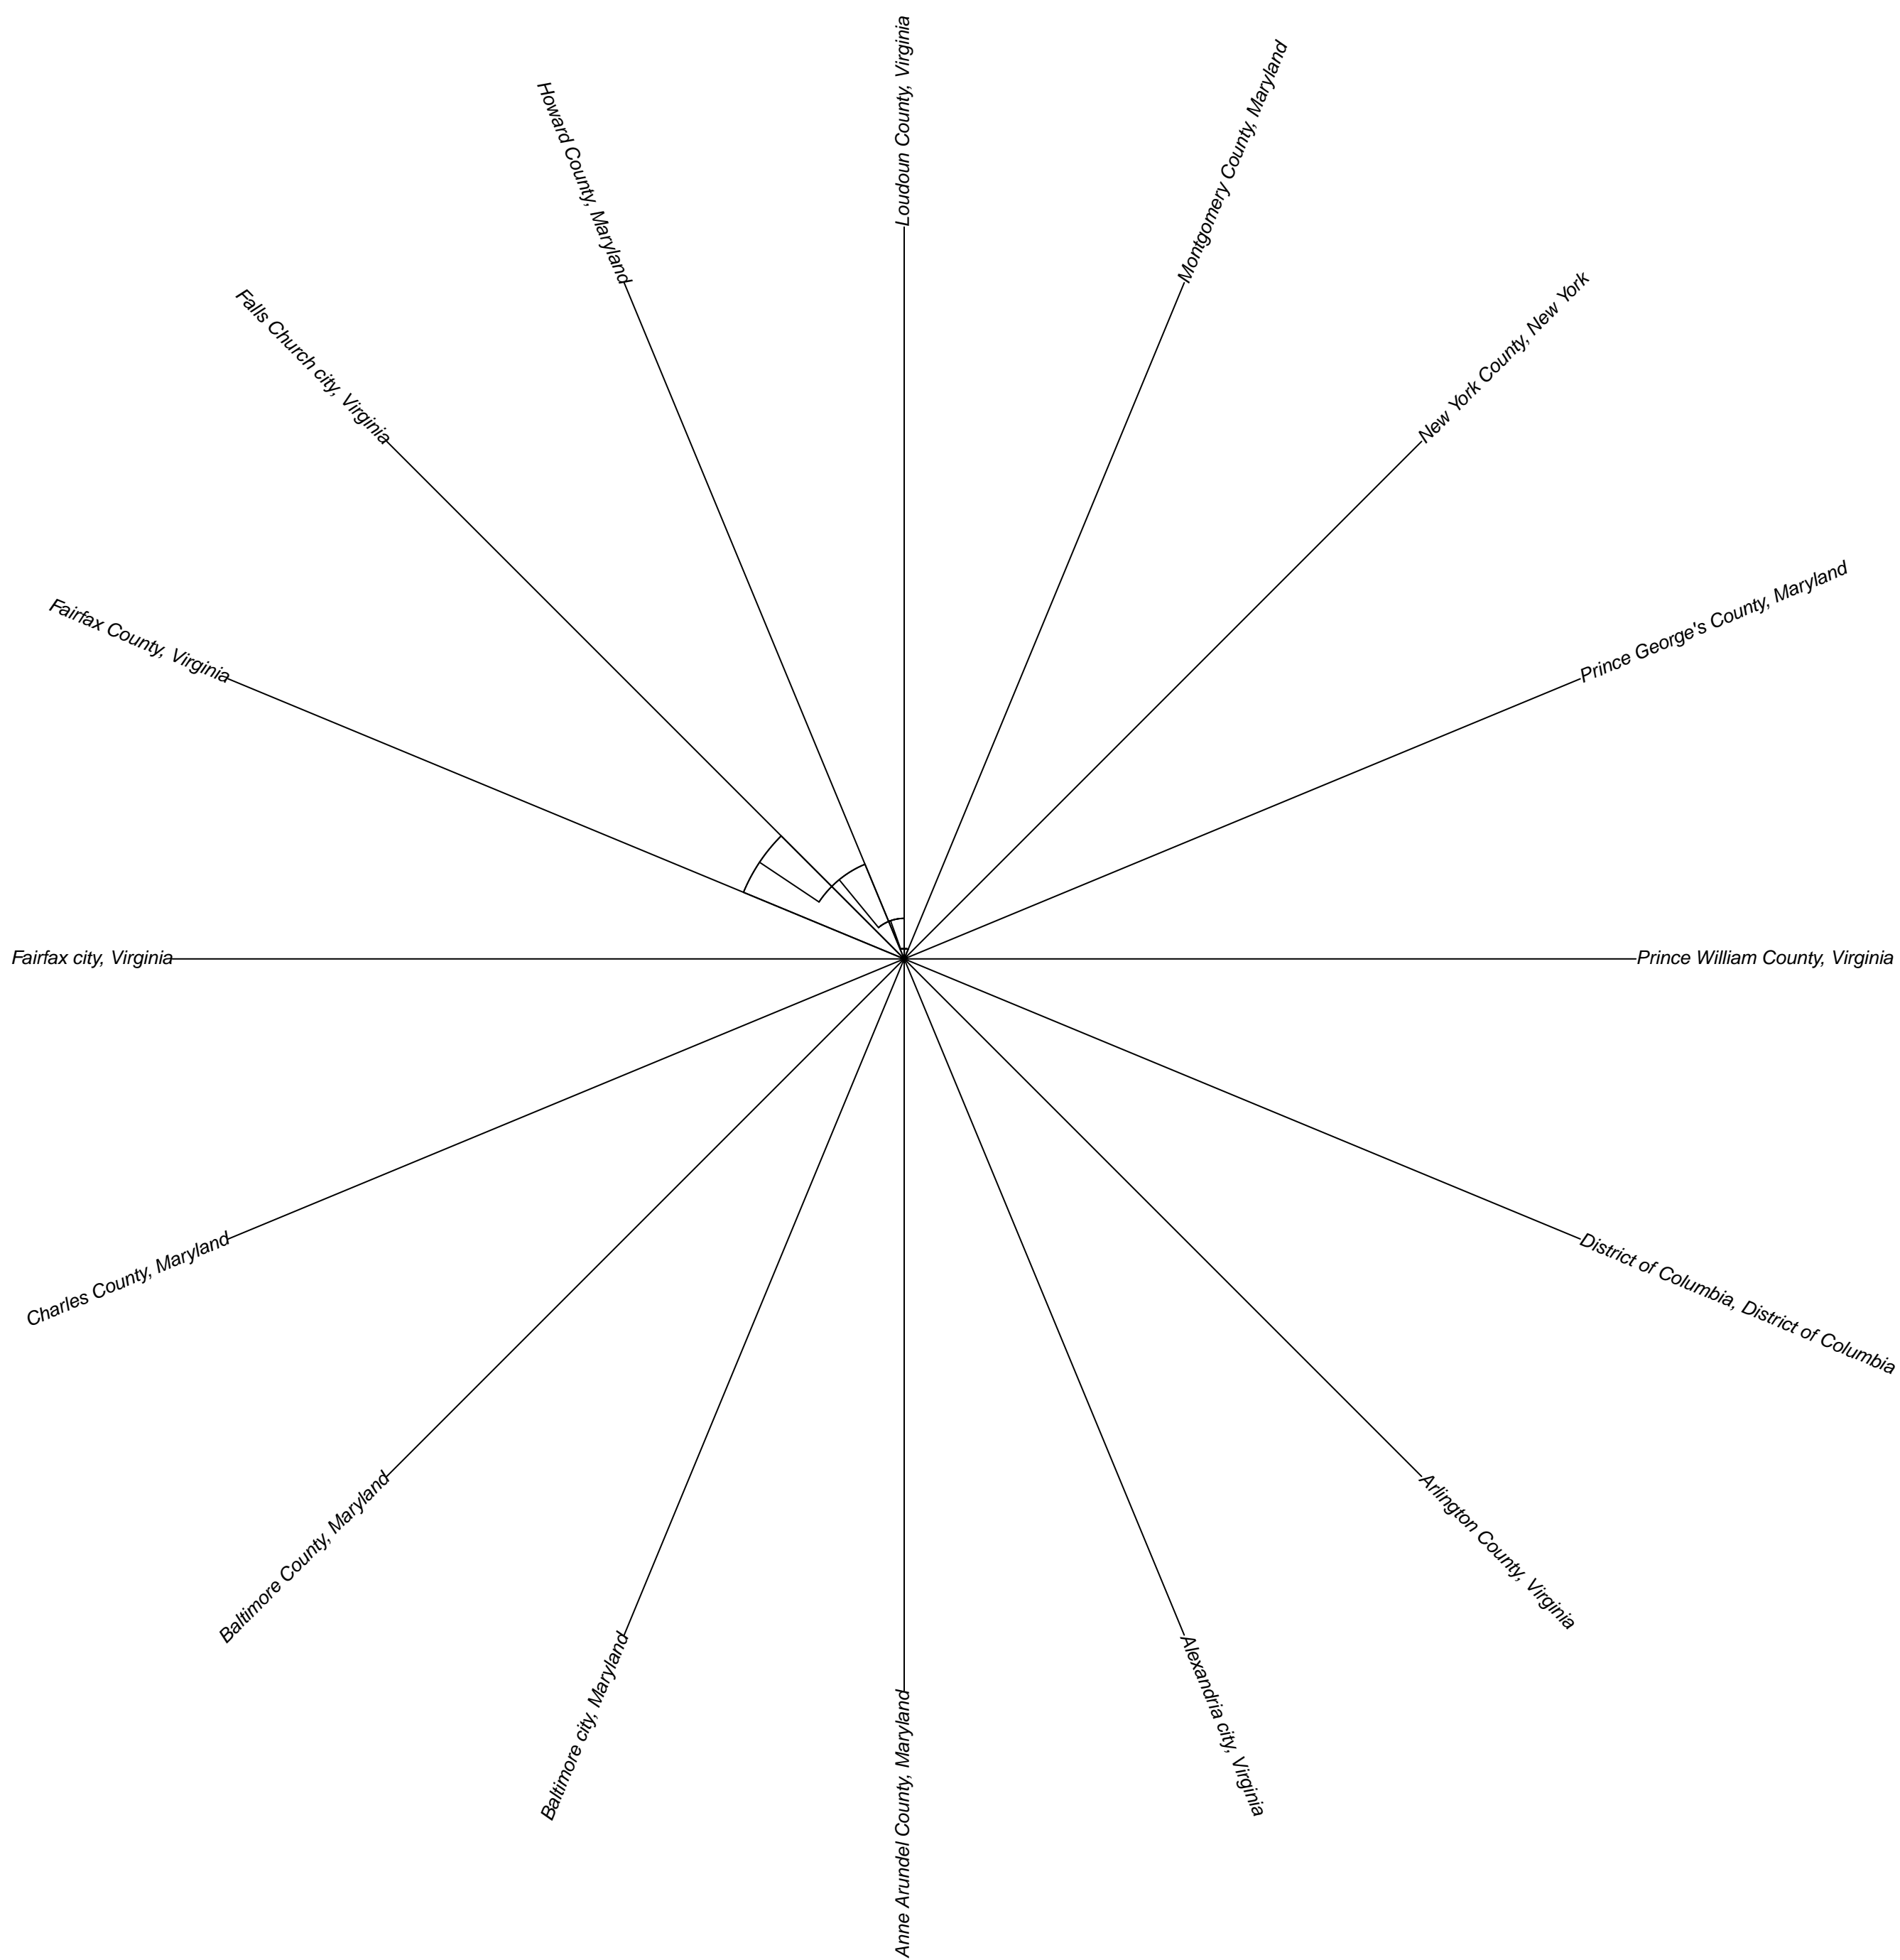 Loudoun County, Virginia
Montgomery County, Maryland
New York County, New York
Prince George's County, Maryland
Prince William County, Virginia
District of Columbia, District of Columbia
Arlington County, Virginia
Alexandria city, Virginia
Anne Arundel County, Maryland
Baltimore city, Maryland
Baltimore County, Maryland
Charles County, Maryland
Fairfax city, Virginia
Fairfax County, Virginia
Falls Church city, Virginia
Howard County, Maryland